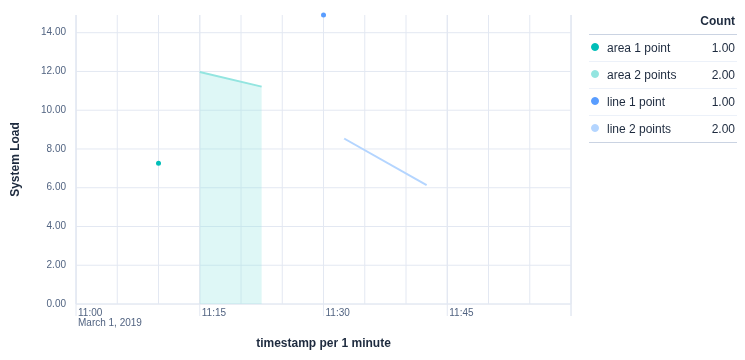 Count
area 1 point 1.00
area 2 points 2.00
line 1 point 1.00
line 2 points 2.00
System Load
14.00
12.00
10.00
8.00
6.00
4.00
2.00
0.00
11:00 11:15 11:30 11:45
March 1, 2019
timestamp per 1 minute